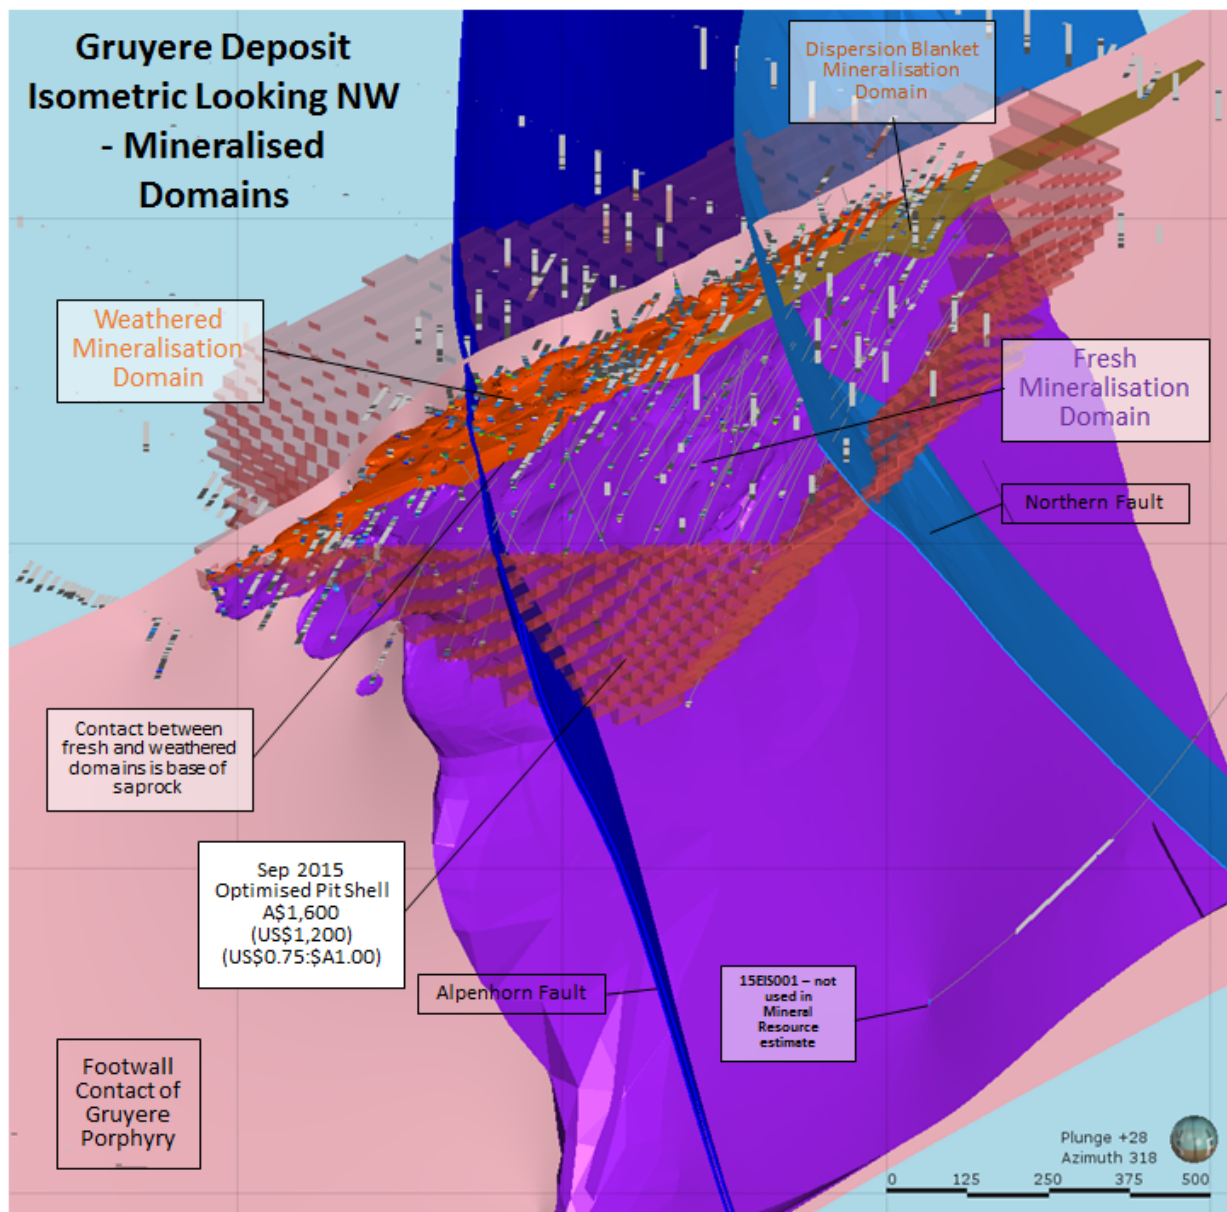 Gruyere Deposit
Isometric Looking NW
- Mineralised
Domains
Dispersion Blanket
Mineralisation
Domain
Weathered
Mineralisation
Domain
Fresh
Mineralisation
Domain
Northern Fault
Contact between
fresh and weathered
domains is base of
saprock
Sep 2015
Optimised Pit Shell
A$1,600
(US$1,200)
(US$0.75:$A1.00)
Alpenhorn Fault
15EIS001 – not
used in
Mineral
Resource
estimate
Footwall
Contact of
Gruyere
Porphyry
Plunge +28
Azimuth 318
0 125 250 375 500